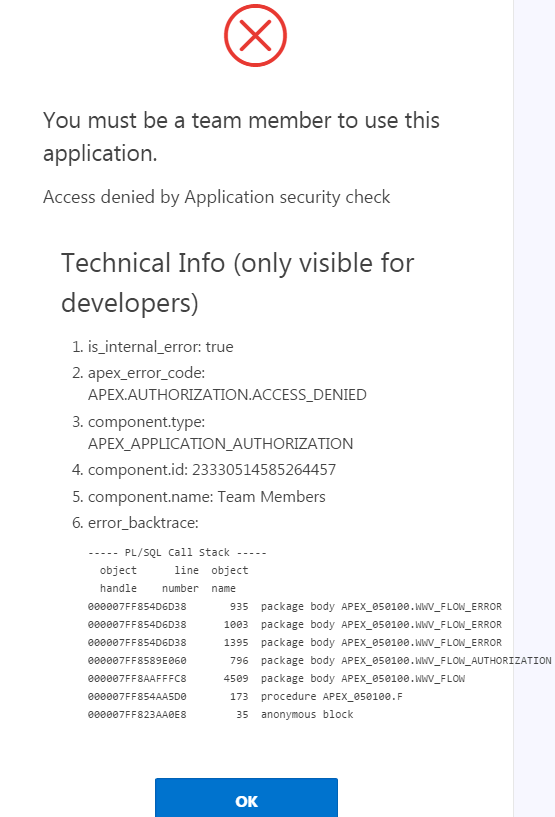 You must be a team member to use this
application.
Access denied by Application security check
Technical Info (only visible for
developers)
1. is_internal_error: true
2. apex_error_code:
APEX.AUTHORIZATION.ACCESS_DENIED
3. component.type:
APEX_APPLICATION_AUTHORIZATION
4. component.id: 23330514585264457
5. component.name: Team Members
6. error_backtrace:
----- PL/SQL Call Stack -----
object line object
handle number name
000007FF854D6D38 935 package body APEX_050100.WWV_FLOW_ERROR
000007FF854D6D38 1003 package body APEX_050100.WWV_FLOW_ERROR
000007FF854D6D38 1395 package body APEX_050100.WWV_FLOW_ERROR
000007FF8589E060 796 package body APEX_050100.WWV_FLOW_AUTHORIZATION
000007FF8AAFFFC8 4509 package body APEX_050100.WWV_FLOW
000007FF854AA5D0 173 procedure APEX_050100.F
000007FF823AA0E8 35 anonymous block
OK